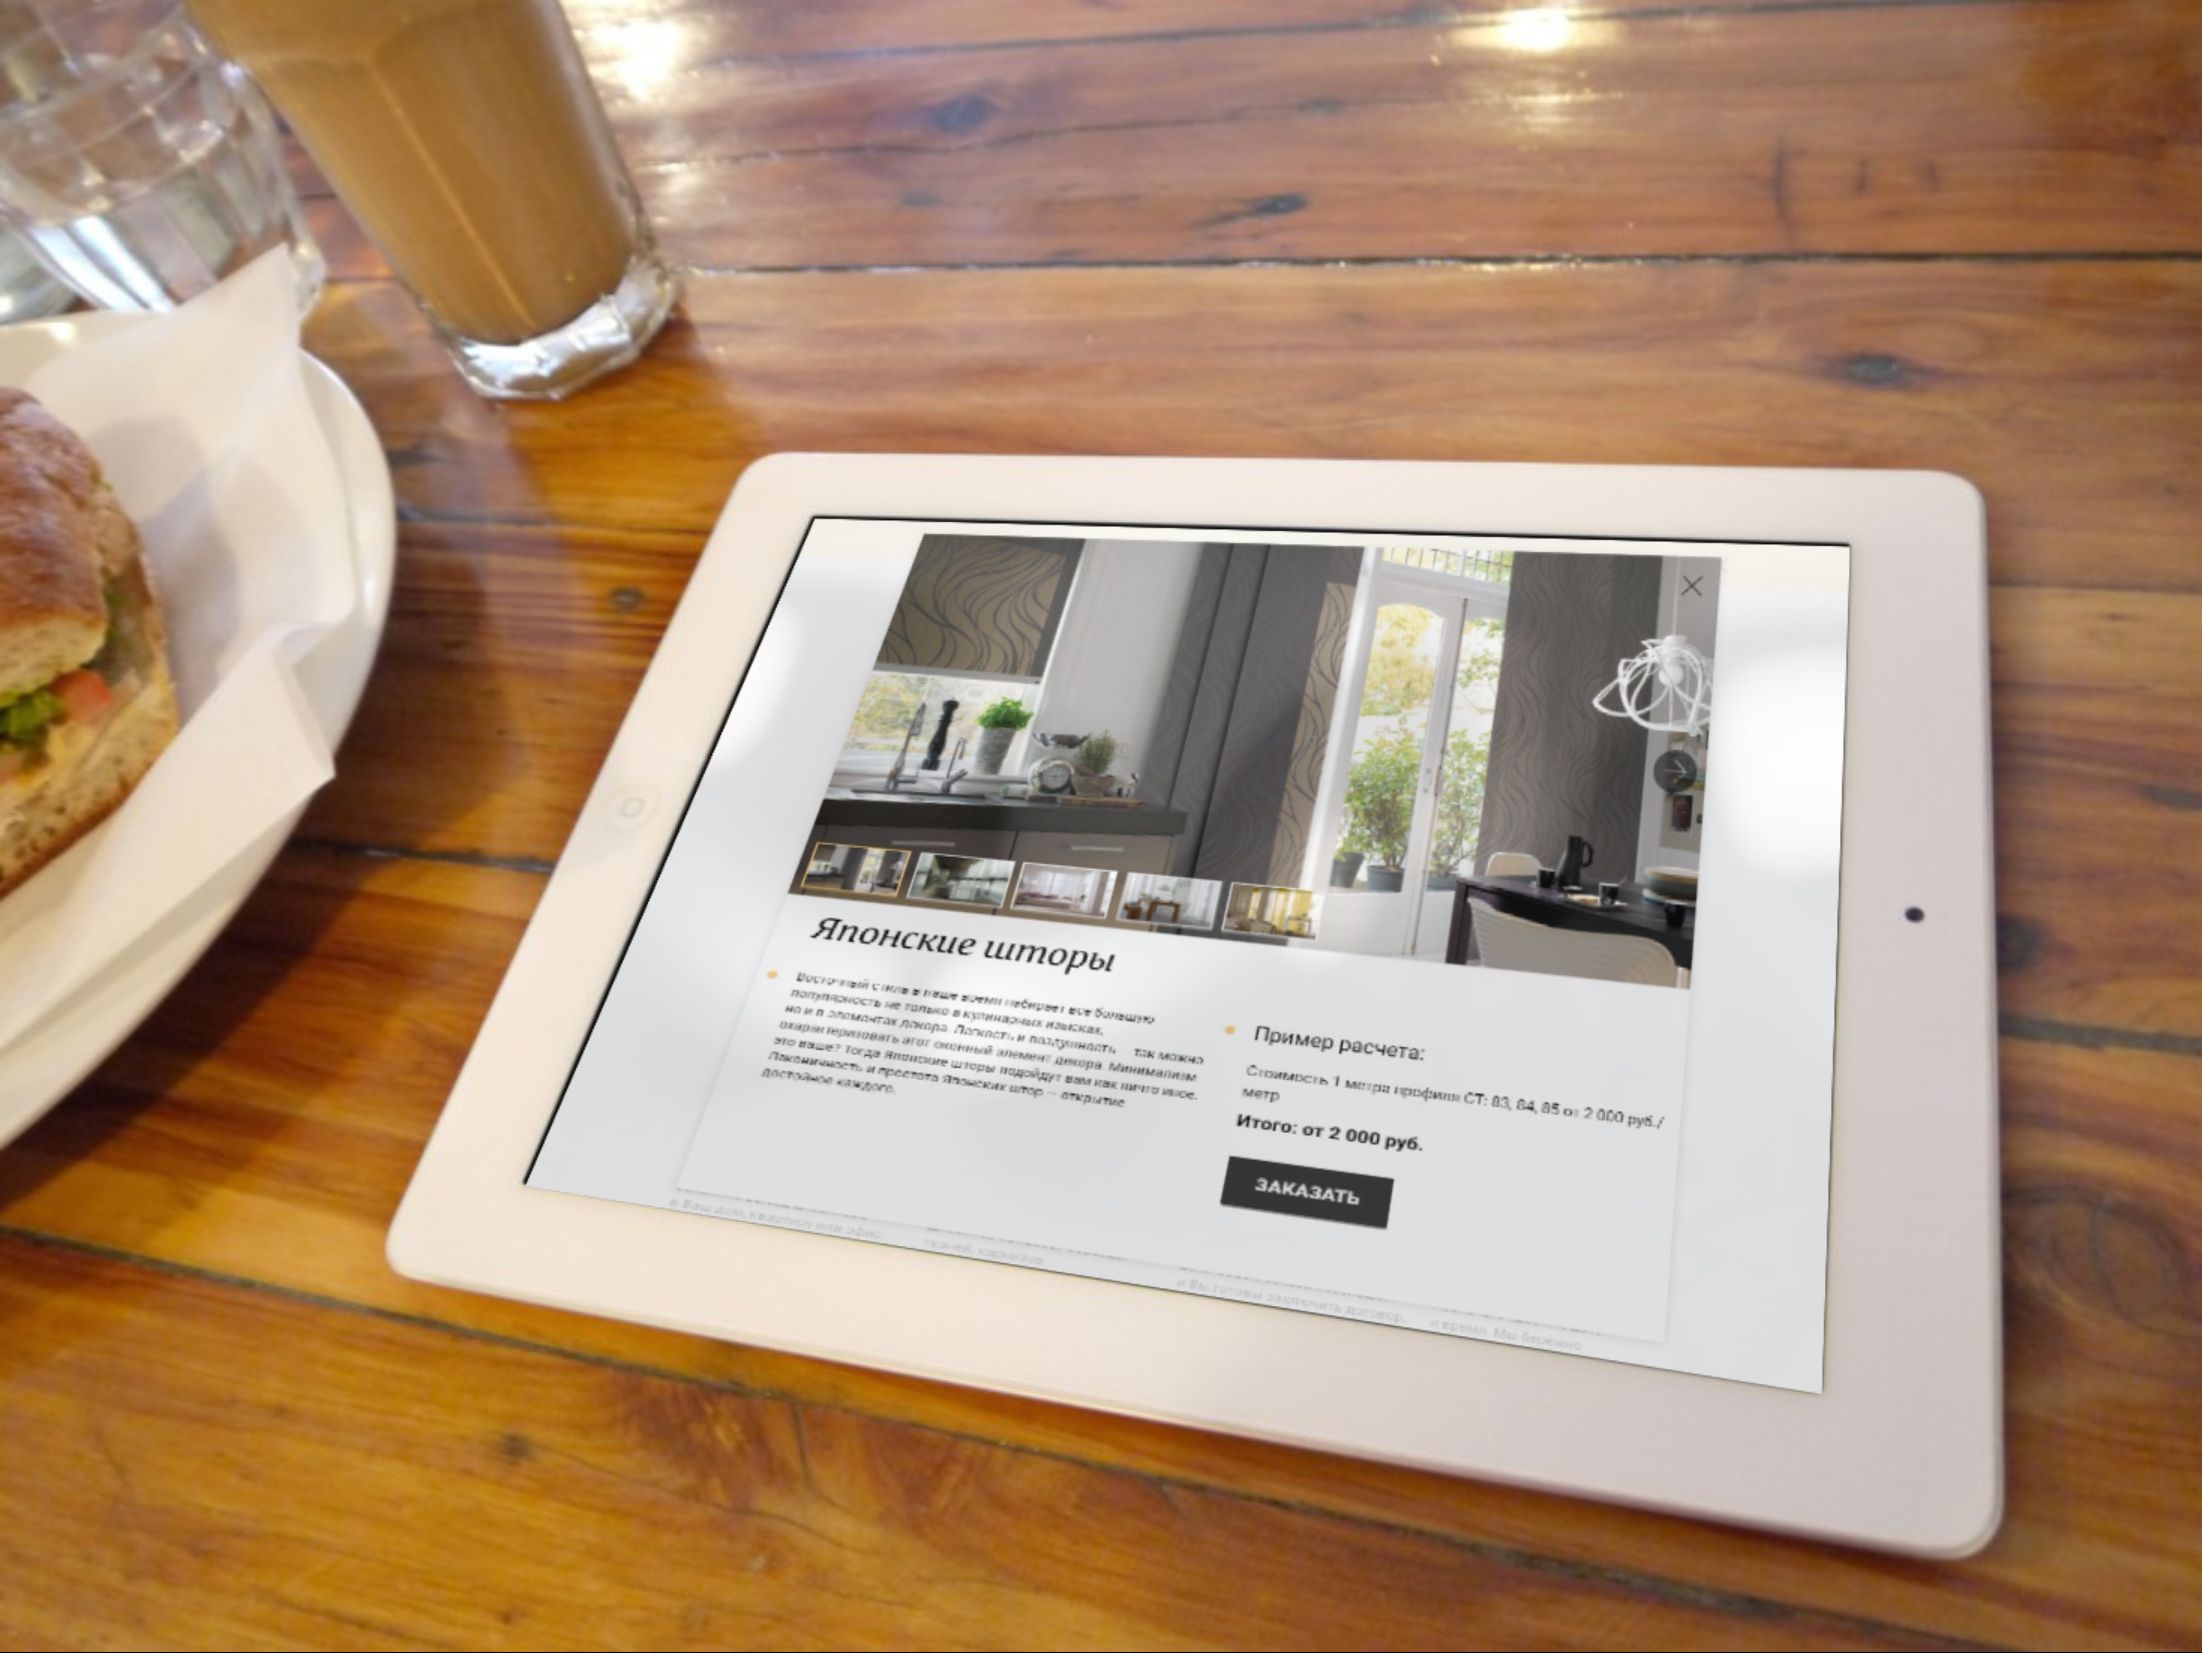 Японские шторы
Восточный стиль в наше время набирает все большую
популярность не только в кулинарных изысках,
но и в элементах декора. Легкость и воздушность — так можно
охарактеризовать этот оконный элемент декора. Минимализм
это ваше? Тогда Японские шторы подойдут вам как ничто иное.
Лаконичность и простота Японских штор — открытие
достойное каждого.
Пример расчета:
Стоимость 1 метра профиля СТ: 83, 84, 85 от 2 000 руб./
метр
Итого: от 2 000 руб.
ЗАКАЗАТЬ
в Ваш дом, квартиру или офис.
тканей, карнизов
и Вы готовы заключить договор,
и время. Мы бережно